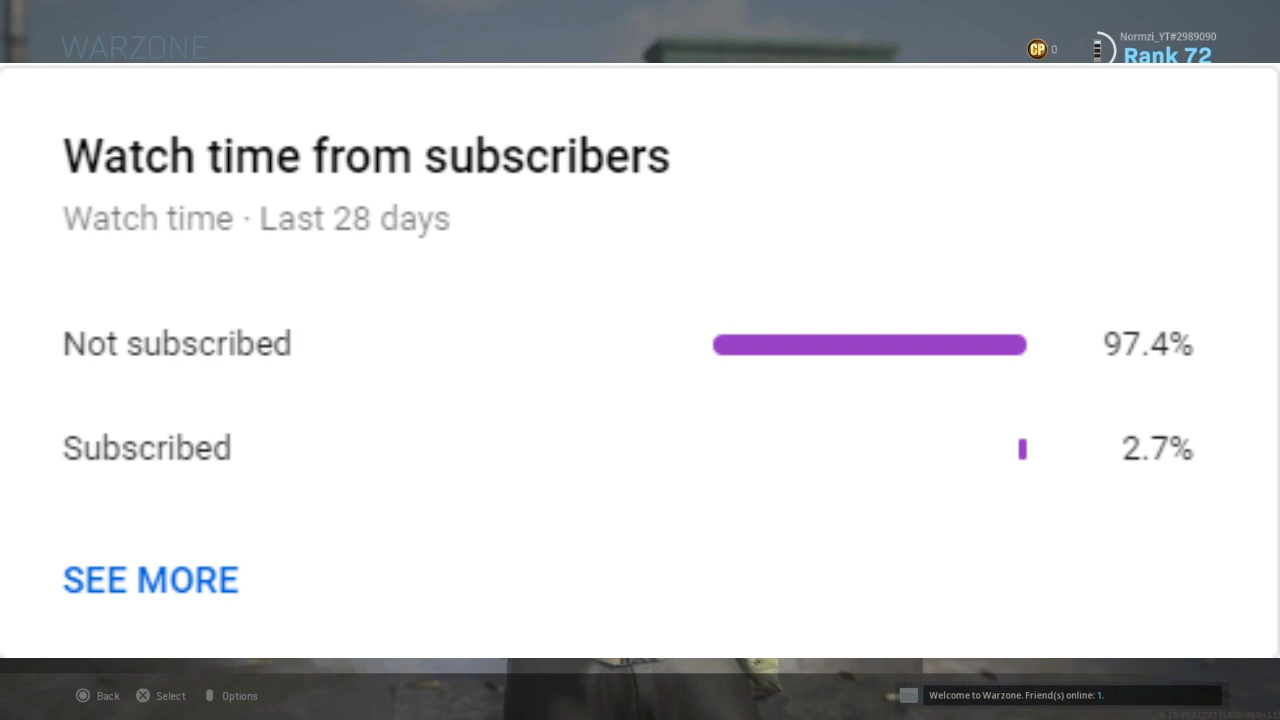 WARZONE
CP 0
Normzi_YT#2989090
Rank 72
Watch time from subscribers
Watch time · Last 28 days
Not subscribed 97.4%
Subscribed 2.7%
SEE MORE
Back Select Options
Welcome to Warzone. Friend(s) online: 1.